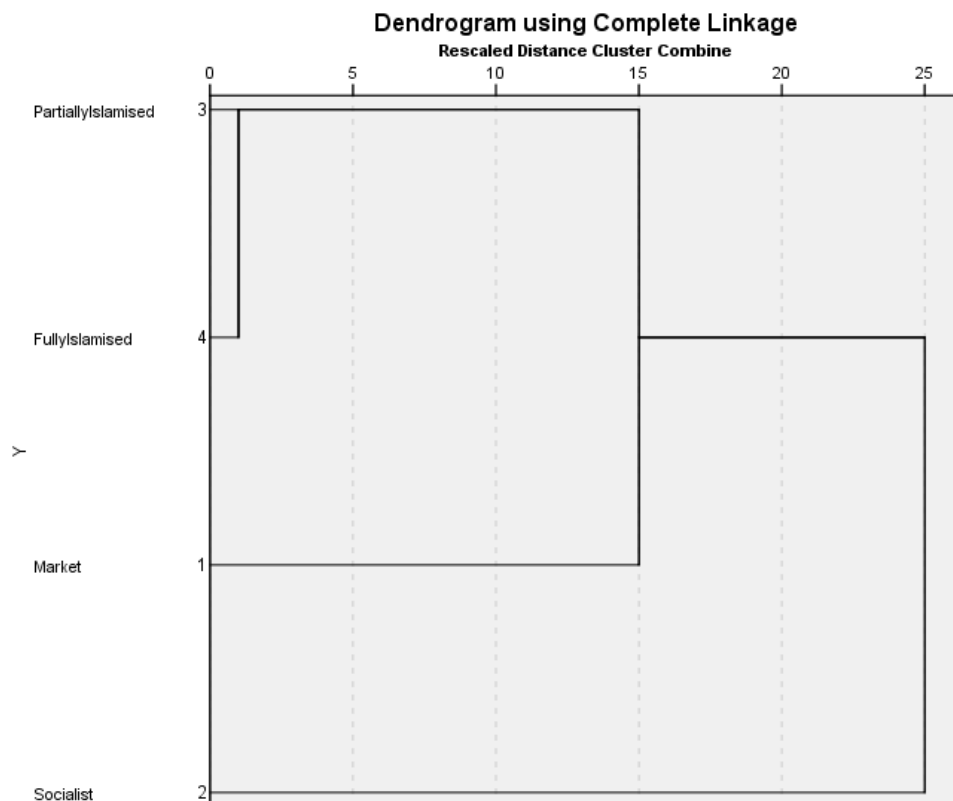 Dendrogram using Complete Linkage
Rescaled Distance Cluster Combine
0 5 10 15 20 25
PartiallyIslamised 3
FullyIslamised 4
Y
Market 1
Socialist 2